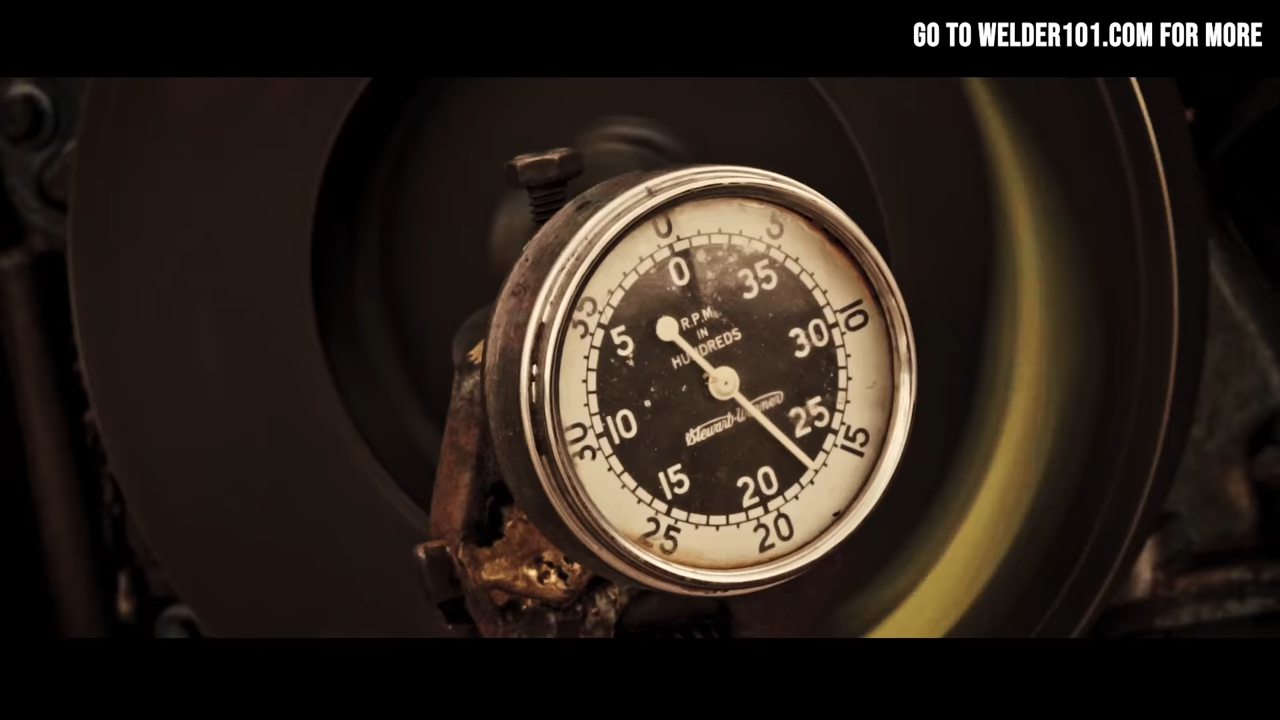 GO TO WELDER101.COM FOR MORE
0 5
0 35
35 10
5 30
R.P.M.
IN
HUNDREDS
Stewart-Warner
10 25
30 15
15 20
25 20